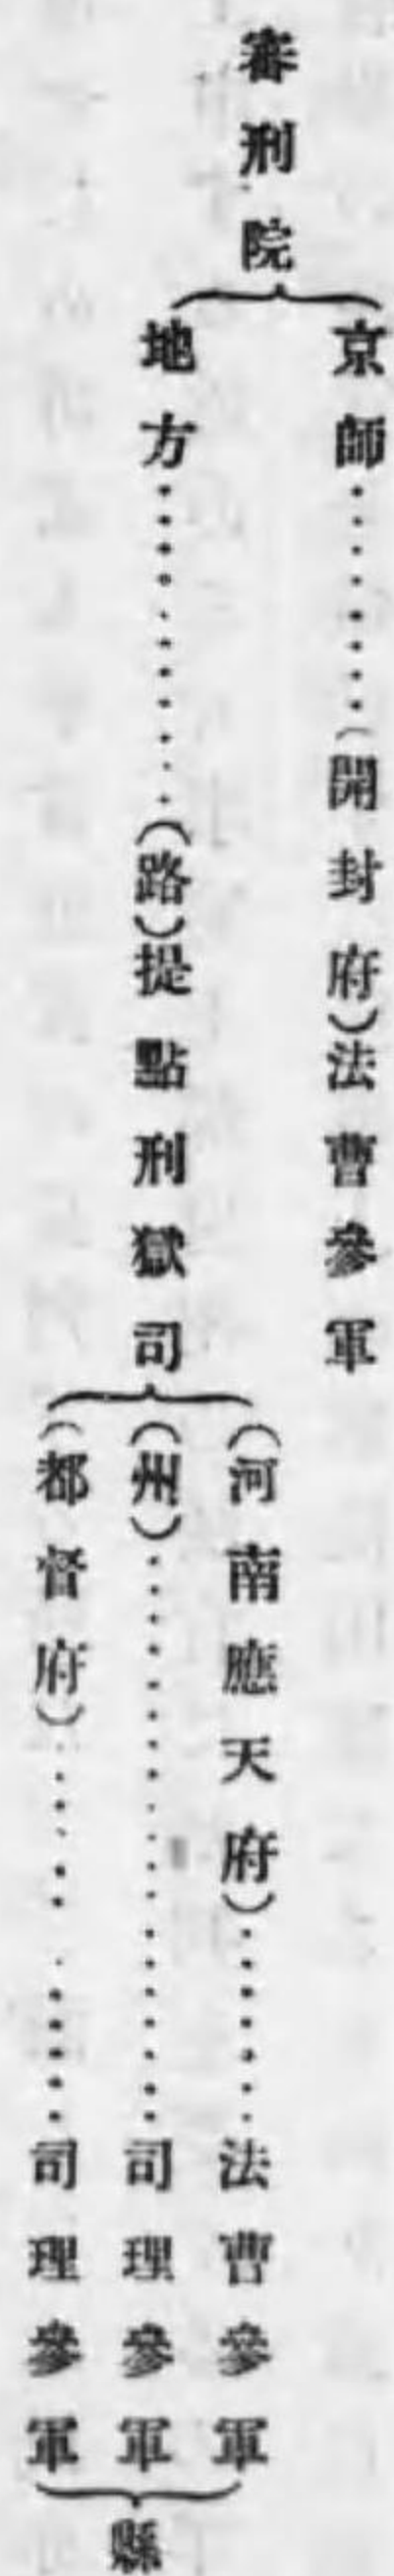 審刑院
京師……………(開封府)法曹參軍
地方……………(路)提點刑獄司
(河南應天府)……………法曹參軍
(州)……………司理參軍
(都督府)……………司理參軍
縣